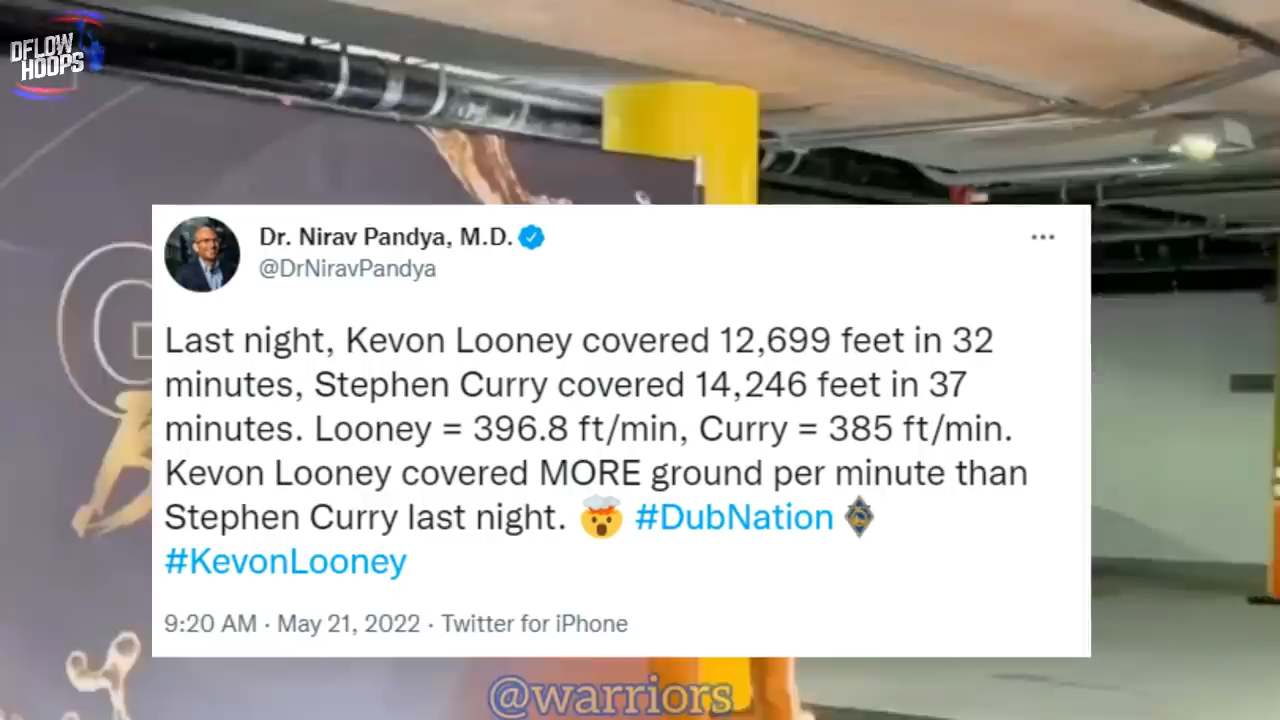 DFLOW
HOOPS
G
Dr. Nirav Pandya, M.D.
@DrNiravPandya
Last night, Kevon Looney covered 12,699 feet in 32
minutes, Stephen Curry covered 14,246 feet in 37
minutes. Looney = 396.8 ft/min, Curry = 385 ft/min.
Kevon Looney covered MORE ground per minute than
Stephen Curry last night. 🤯 #DubNation
#KevonLooney
9:20 AM · May 21, 2022 · Twitter for iPhone
@warriors